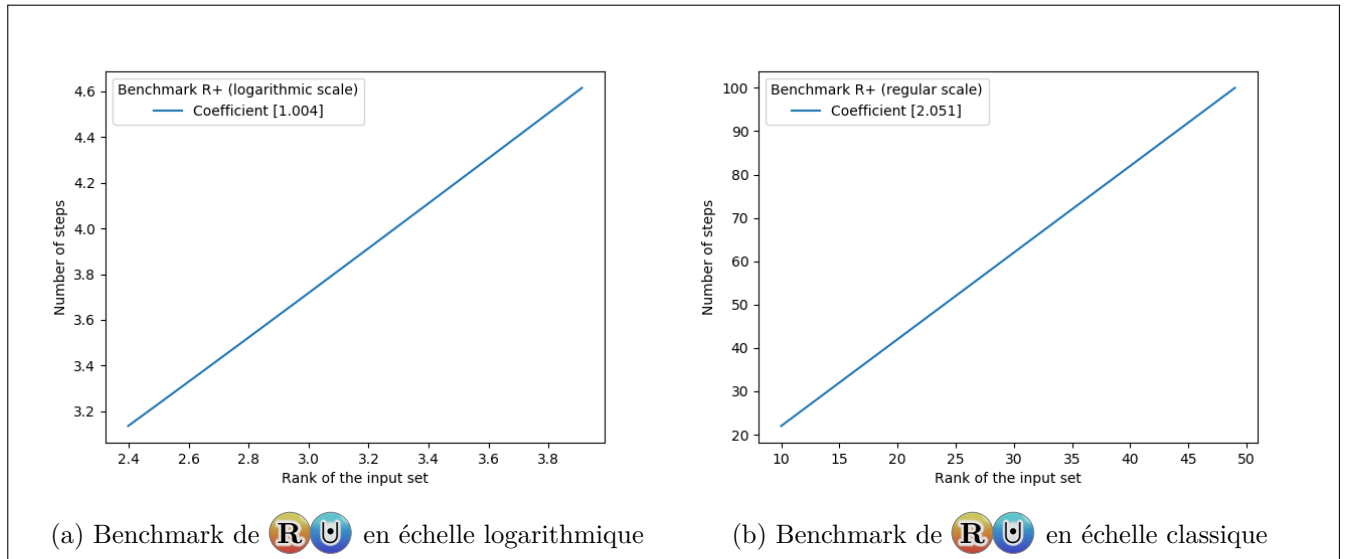 Benchmark R+ (logarithmic scale)
Coefficient [1.004]
Number of steps
4.6
4.4
4.2
4.0
3.8
3.6
3.4
3.2
2.4 2.6 2.8 3.0 3.2 3.4 3.6 3.8
Rank of the input set
(a) Benchmark de R ⊍ en échelle logarithmique
Benchmark R+ (regular scale)
Coefficient [2.051]
Number of steps
100
90
80
70
60
50
40
30
20
10 15 20 25 30 35 40 45 50
Rank of the input set
(b) Benchmark de R ⊍ en échelle classique